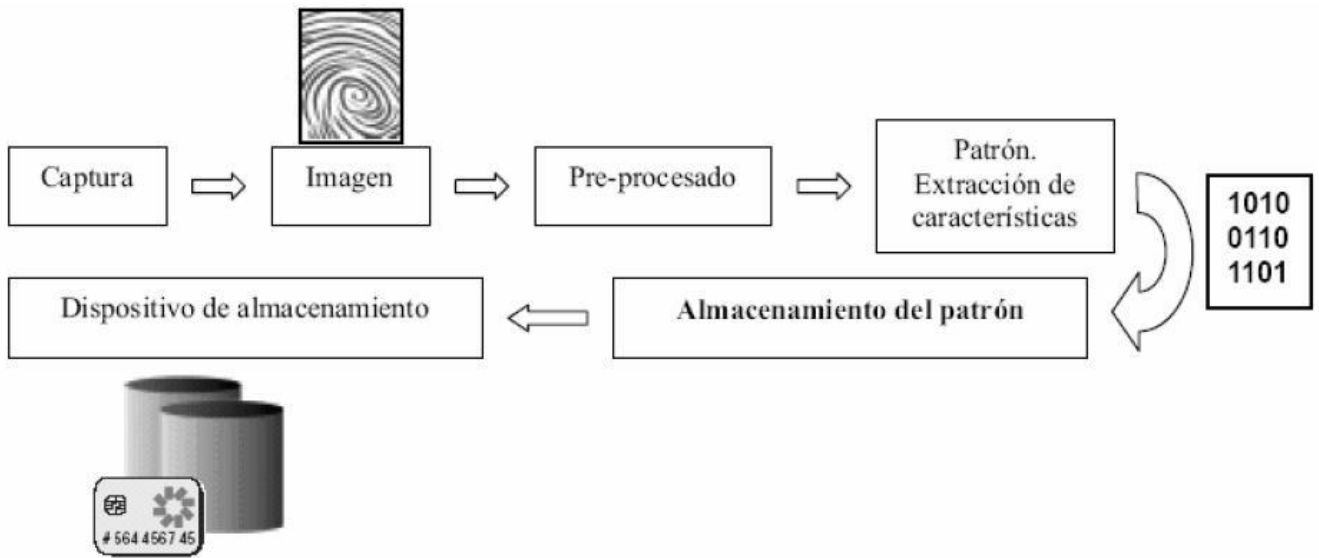 Captura
Imagen
Pre-procesado
Patrón.
Extracción de
características
1010
0110
1101
Almacenamiento del patrón
Dispositivo de almacenamiento
# 564 4567 45